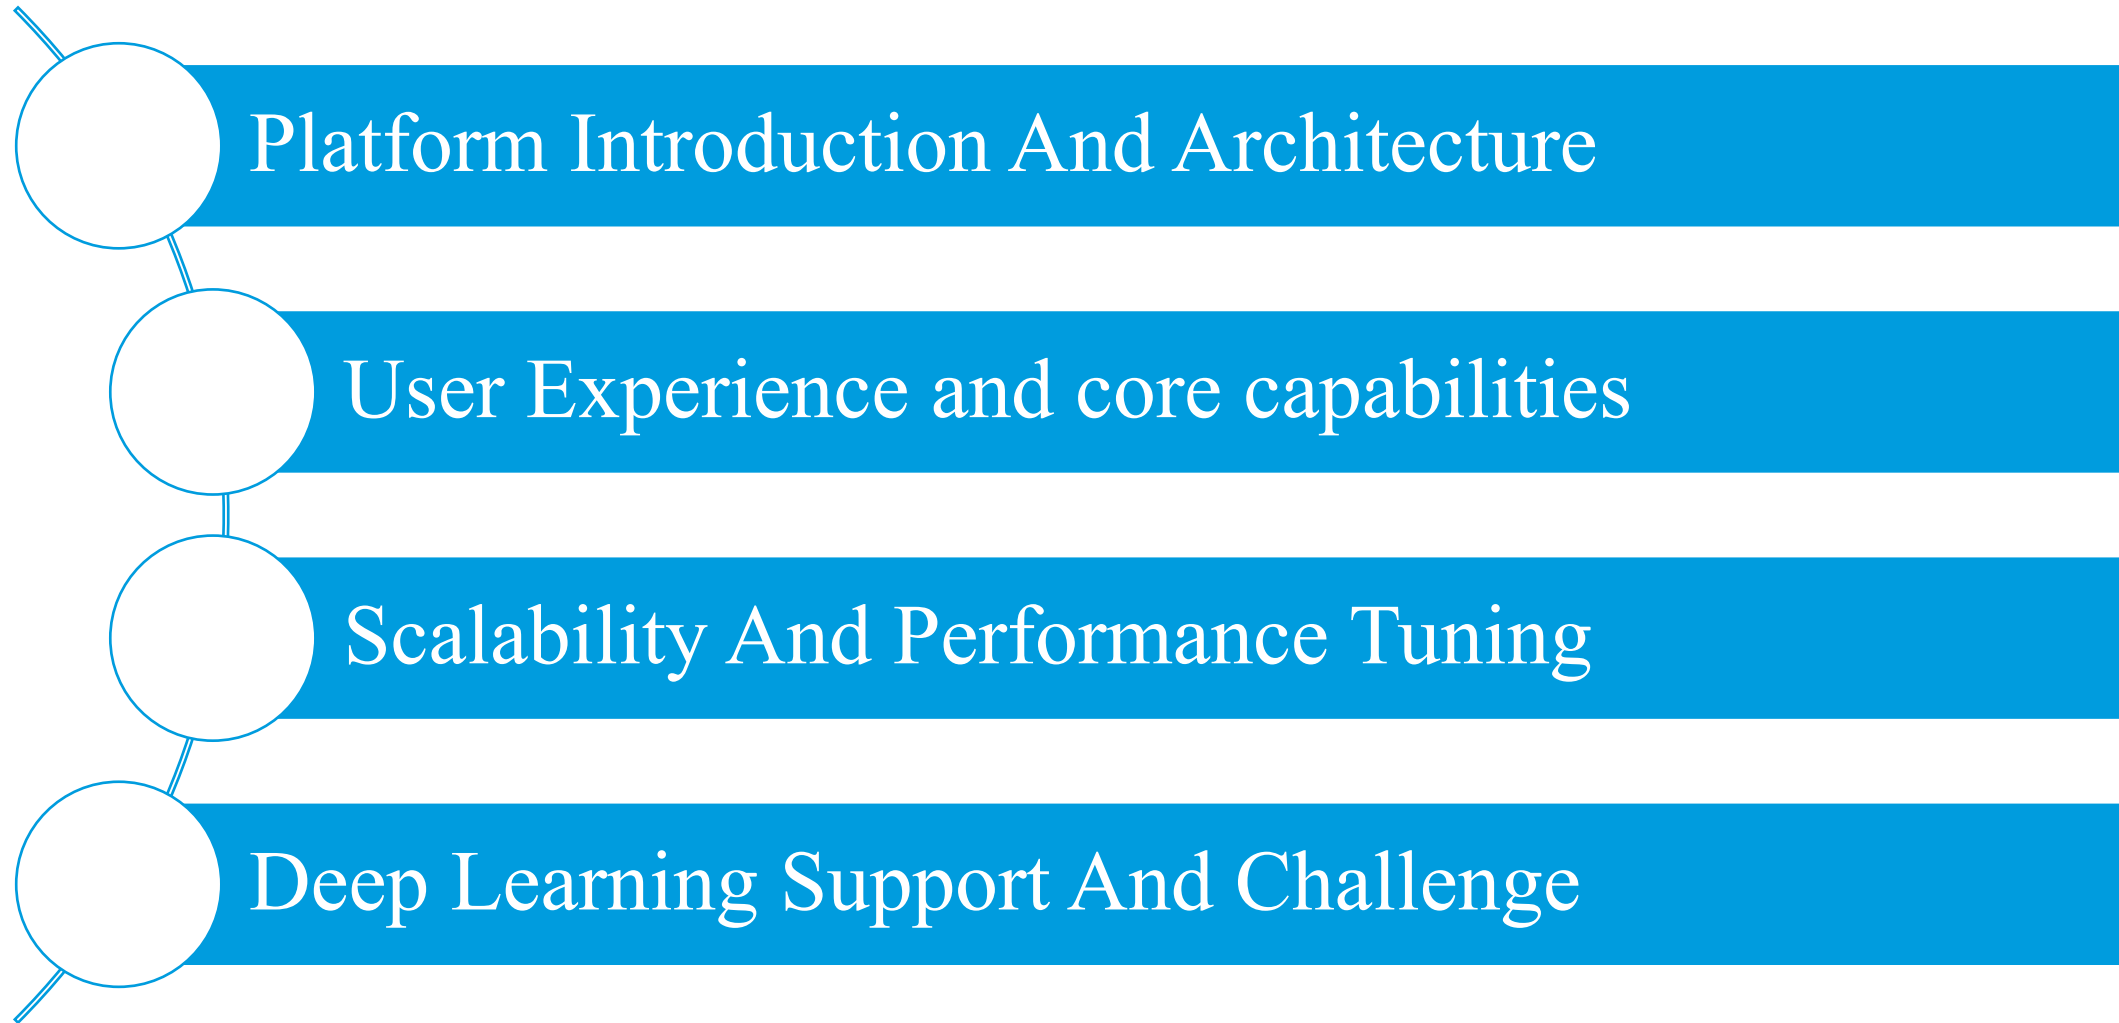 Platform Introduction And Architecture
User Experience and core capabilities
Scalability And Performance Tuning
Deep Learning Support And Challenge